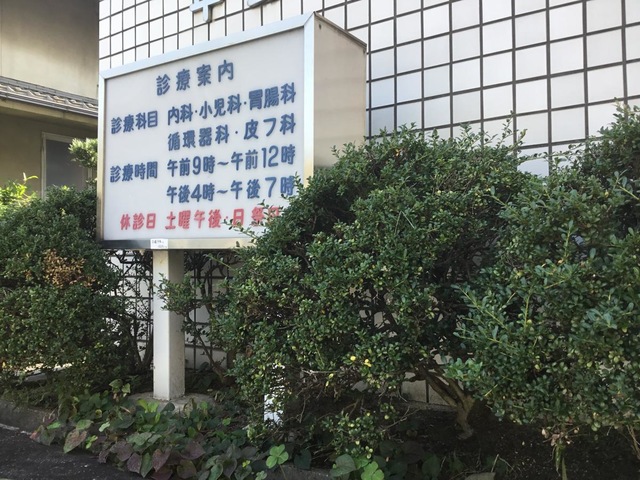 診療案内
診療科目 内科・小児科・胃腸科
循環器科・皮フ科
診療時間 午前9時〜午前12時
午後4時〜午後7時
休診日 土曜午後・日